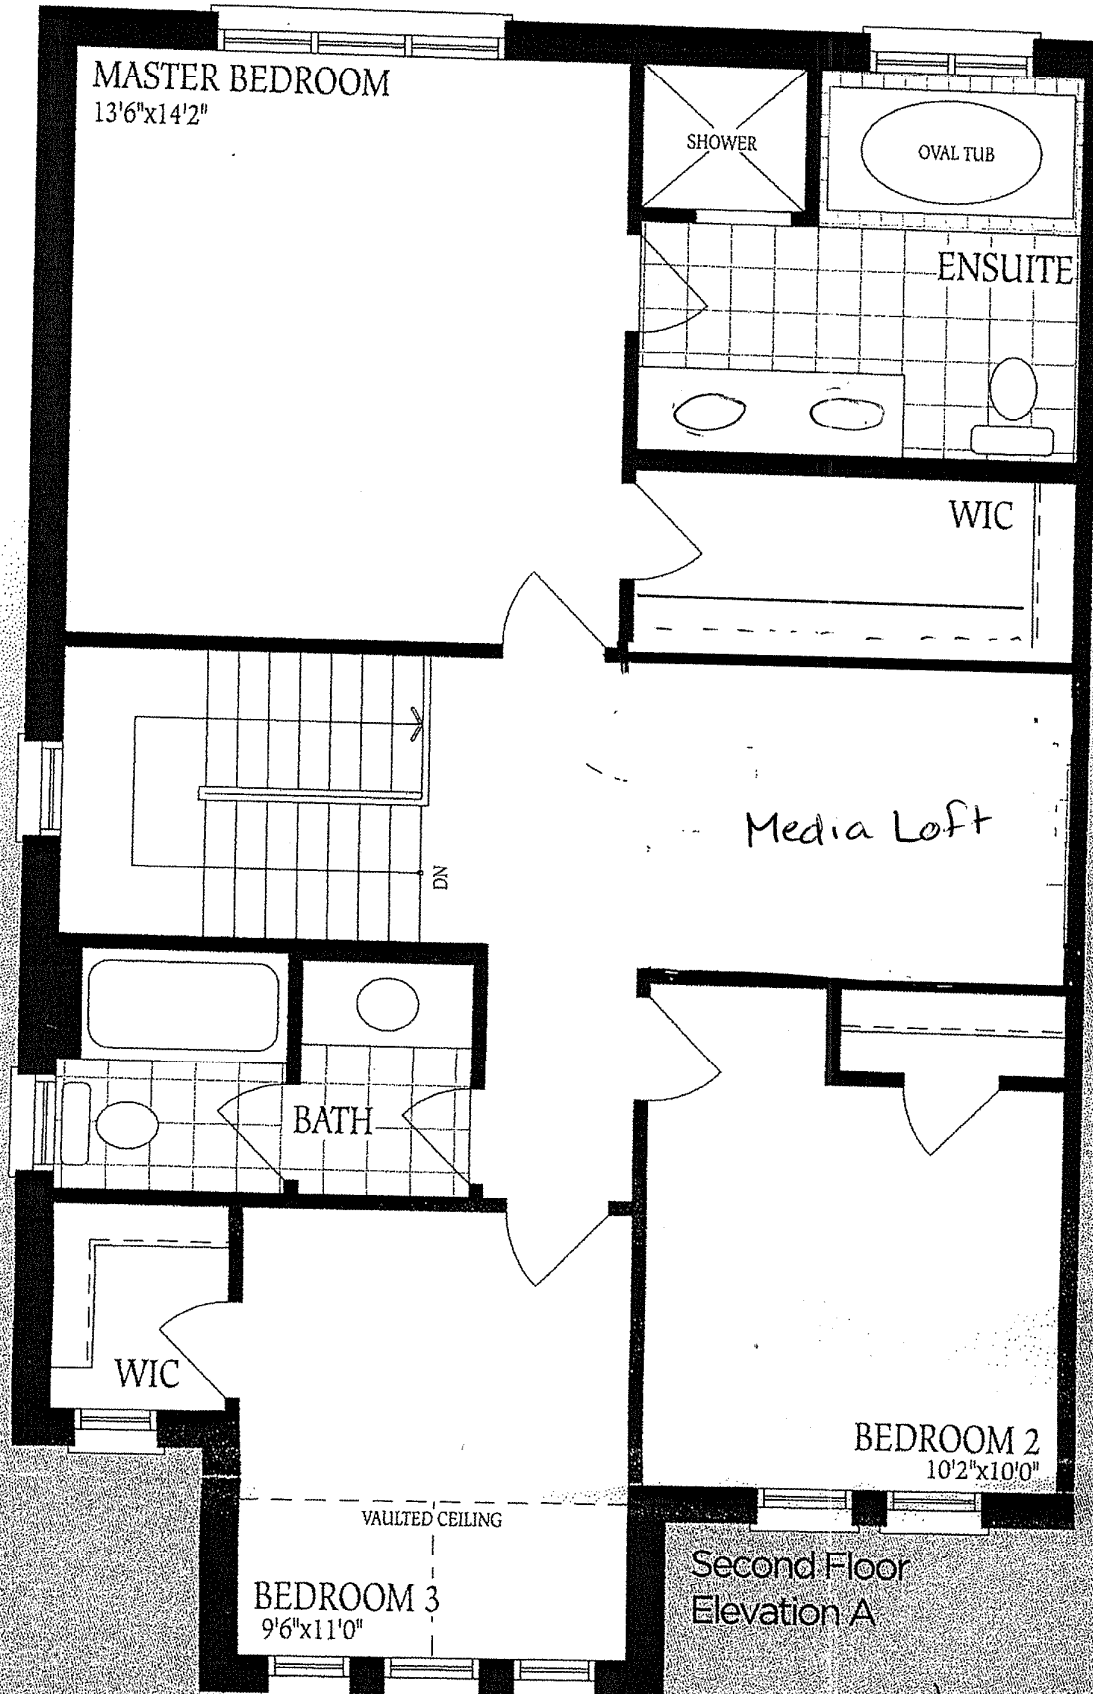 MASTER BEDROOM
13'6"x14'2"
SHOWER
OVAL TUB
ENSUITE
WIC
Media Loft
DN
BATH
WIC
BEDROOM 2
10'2"x10'0"
VAULTED CEILING
BEDROOM 3
9'6"x11'0"
Second Floor
Elevation A